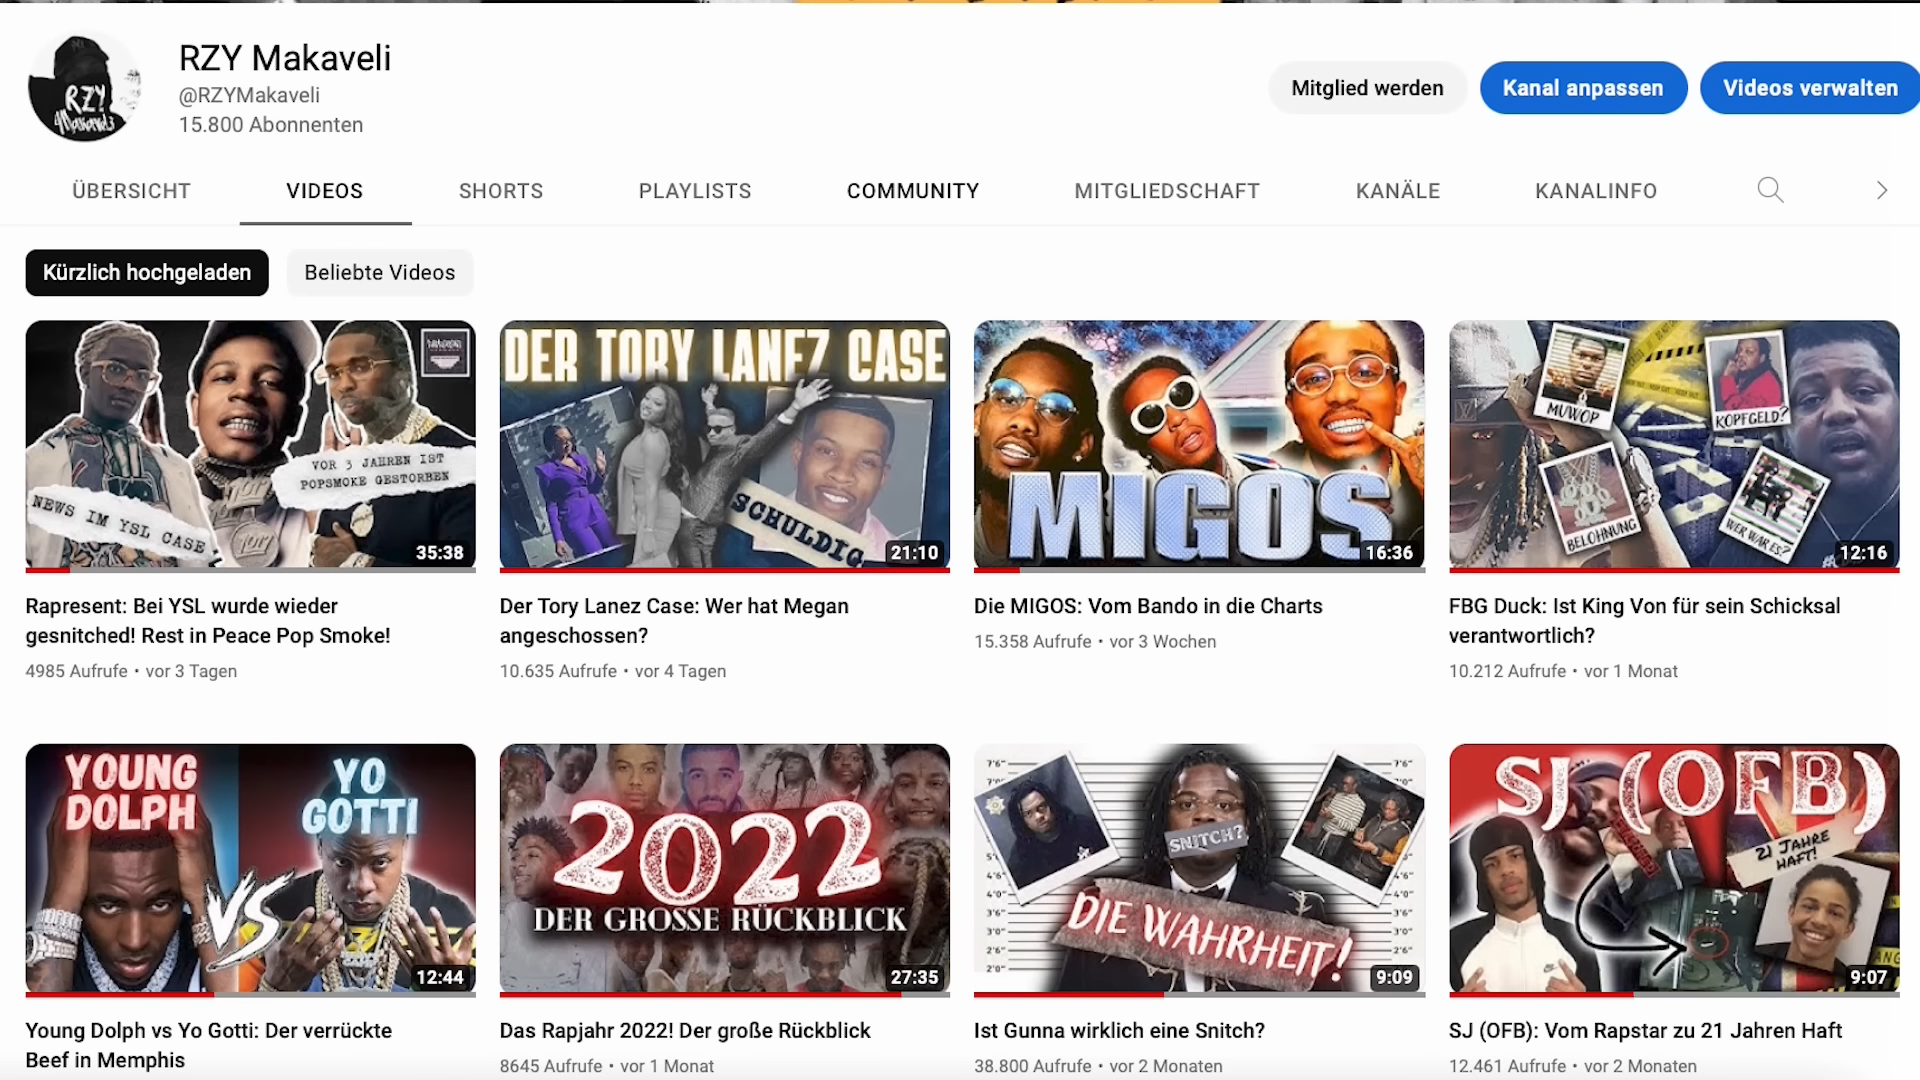 RZY Makaveli
@RZYMakaveli
15.800 Abonnenten
Mitglied werden
Kanal anpassen
Videos verwalten
RZY
Makaveli
ÜBERSICHT
VIDEOS
SHORTS
PLAYLISTS
COMMUNITY
MITGLIEDSCHAFT
KANÄLE
KANALINFO
Kürzlich hochgeladen
Beliebte Videos
NEWS IM YSL CASE
VOR 3 JAHREN IST
POPSMOKE GESTORBEN
35:38
DER TORY LANEZ CASE
SCHULDIG
21:10
MIGOS
16:36
MUWOP
KOPFGELD?
BELOHNUNG
WER WAR ES?
12:16
Rapresent: Bei YSL wurde wieder
gesnitched! Rest in Peace Pop Smoke!
4985 Aufrufe • vor 3 Tagen
Der Tory Lanez Case: Wer hat Megan
angeschossen?
10.635 Aufrufe • vor 4 Tagen
Die MIGOS: Vom Bando in die Charts
15.358 Aufrufe • vor 3 Wochen
FBG Duck: Ist King Von für sein Schicksal
verantwortlich?
10.212 Aufrufe • vor 1 Monat
YOUNG
DOLPH
VS
YO
GOTTI
12:44
2022
DER GROSSE RÜCKBLICK
27:35
SNITCH?
DIE WAHRHEIT!
9:09
SJ (OFB)
21 JAHRE
HAFT!
9:07
Young Dolph vs Yo Gotti: Der verrückte
Beef in Memphis
Das Rapjahr 2022! Der große Rückblick
8645 Aufrufe • vor 1 Monat
Ist Gunna wirklich eine Snitch?
38.800 Aufrufe • vor 2 Monaten
SJ (OFB): Vom Rapstar zu 21 Jahren Haft
12.461 Aufrufe • vor 2 Monaten